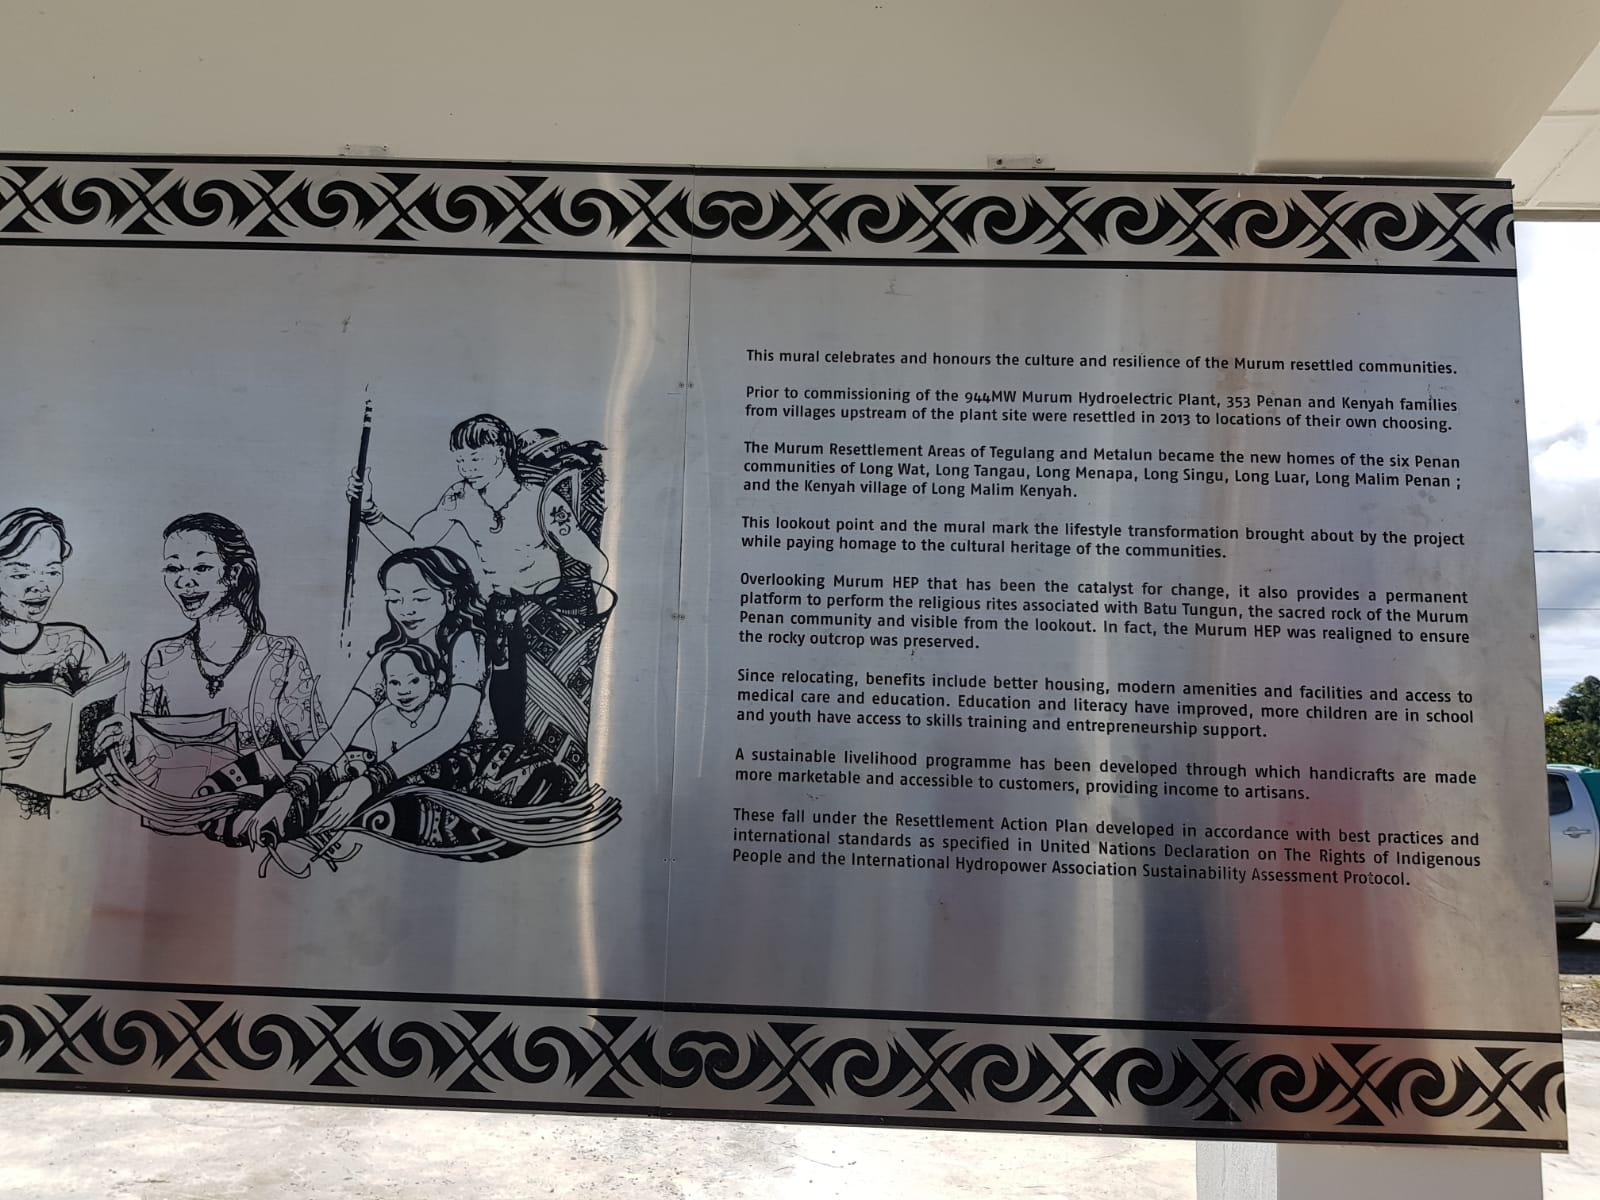 This mural celebrates and honours the culture and resilience of the Murum resettled communities.
Prior to commissioning of the 944MW Murum Hydroelectric Plant, 353 Penan and Kenyah families
from villages upstream of the plant site were resettled in 2013 to locations of their own choosing.
The Murum Resettlement Areas of Tegulang and Metalun became the new homes of the six Penan
communities of Long Wat, Long Tangau, Long Menapa, Long Singu, Long Luar, Long Malim Penan ;
and the Kenyah village of Long Malim Kenyah.
This lookout point and the mural mark the lifestyle transformation brought about by the project
while paying homage to the cultural heritage of the communities.
Overlooking Murum HEP that has been the catalyst for change, it also provides a permanent
platform to perform the religious rites associated with Batu Tungun, the sacred rock of the Murum
Penan community and visible from the lookout. In fact, the Murum HEP was realigned to ensure
the rocky outcrop was preserved.
Since relocating, benefits include better housing, modern amenities and facilities and access to
medical care and education. Education and literacy have improved, more children are in school
and youth have access to skills training and entrepreneurship support.
A sustainable livelihood programme has been developed through which handicrafts are made
more marketable and accessible to customers, providing income to artisans.
These fall under the Resettlement Action Plan developed in accordance with best practices and
international standards as specified in United Nations Declaration on The Rights of Indigenous
People and the International Hydropower Association Sustainability Assessment Protocol.